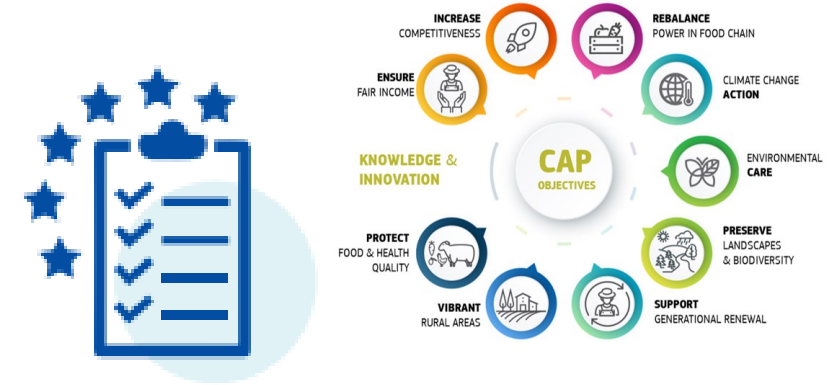 INCREASE
COMPETITIVENESS
REBALANCE
POWER IN FOOD CHAIN
ENSURE
FAIR INCOME
CLIMATE CHANGE
ACTION
KNOWLEDGE &
INNOVATION
CAP
OBJECTIVES
ENVIRONMENTAL
CARE
PROTECT
FOOD & HEALTH
QUALITY
PRESERVE
LANDSCAPES
& BIODIVERSITY
VIBRANT
RURAL AREAS
SUPPORT
GENERATIONAL RENEWAL